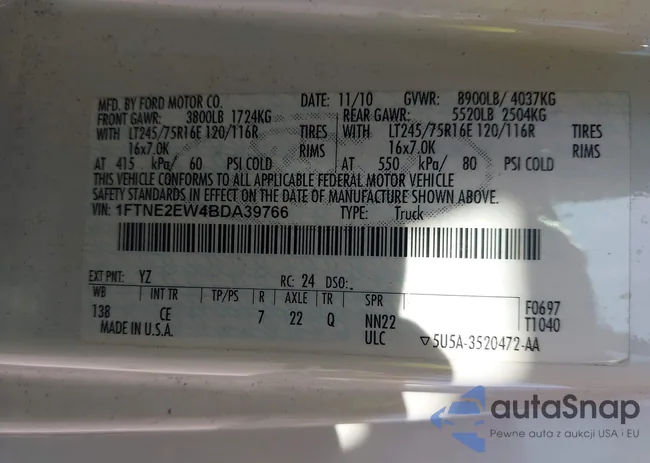 MFD. BY FORD MOTOR CO. DATE: 11/10 GVWR: 8900LB/ 4037KG
FRONT GAWR: 3800LB 1724KG REAR GAWR: 5520LB 2504KG
WITH LT245/75R16E 120/116R TIRES WITH LT245/75R16E 120/116R TIRES
16x7.0K RIMS 16x7.0K RIMS
AT 415 kPa/ 60 PSI COLD AT 550 kPa/ 80 PSI COLD
THIS VEHICLE CONFORMS TO ALL APPLICABLE FEDERAL MOTOR VEHICLE
SAFETY STANDARDS IN EFFECT ON THE DATE OF MANUFACTURE SHOWN ABOVE.
VIN: 1FTNE2EW4BDA39766 TYPE: Truck
EXT PNT: YZ RC: 24 DSO:
WB INT TR TP/PS R AXLE TR SPR F0697
138 CE 7 22 Q NN22 T1040
MADE IN U.S.A. ULC ▽5U5A-3520472-AA
autaSnap
Pewne auta z aukcji USA i EU